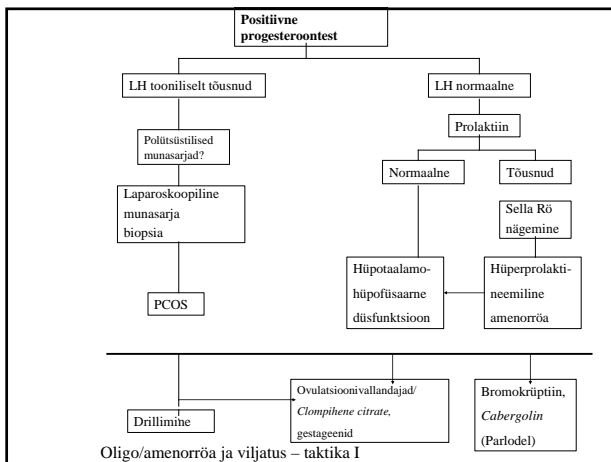 Positiivne
progesteroontest
LH tooniliselt tõusnud
LH normaalne
Prolaktiin
Polütsüstilised
munasarjad?
Normaalne
Tõusnud
Laparoskoopiline
munasarja
biopsia
Sella Rö
nägemine
Hüpotaalamo-
hüpofüsaarne
düsfunktsioon
Hüperprolakti-
neemiline
amenorröa
PCOS
Drillimine
Ovulatsioonivallandajad/
Clompihene citrate,
gestageenid
Bromokrüptiin,
Cabergolin
(Parlodel)
Oligo/amenorröa ja viljatus – taktika I